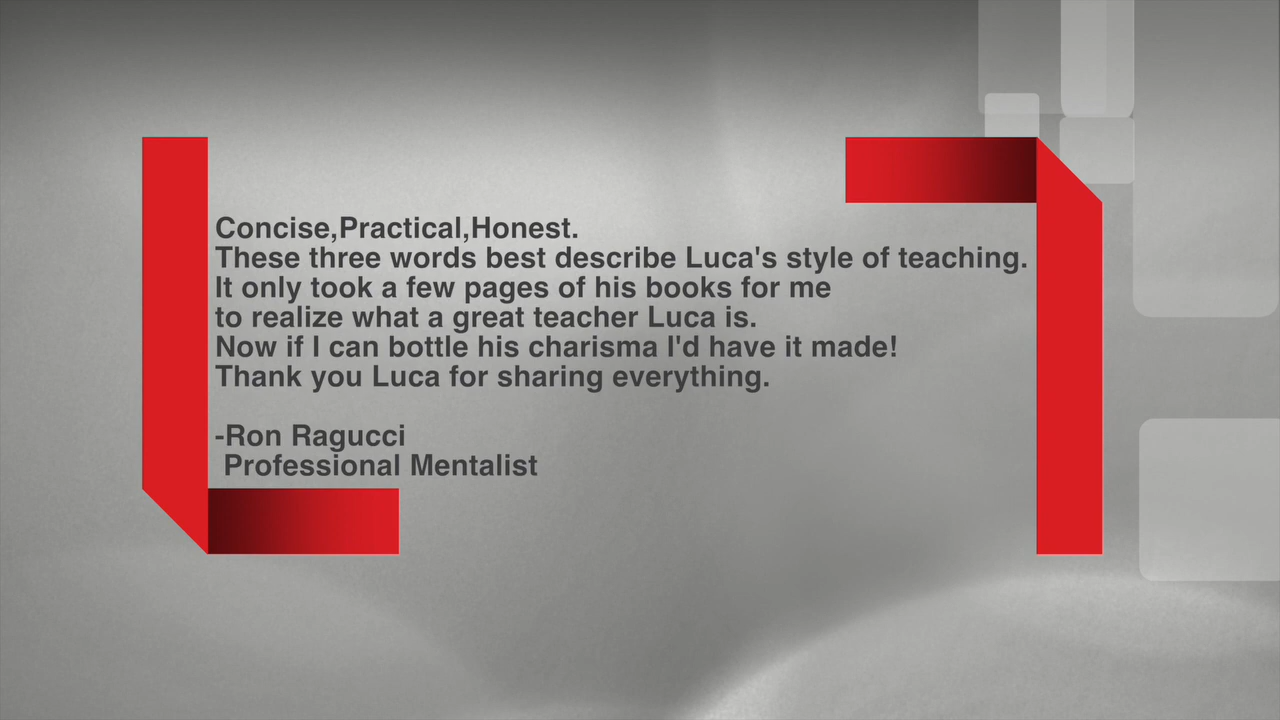 Concise,Practical,Honest.
These three words best describe Luca's style of teaching.
It only took a few pages of his books for me
to realize what a great teacher Luca is.
Now if I can bottle his charisma I'd have it made!
Thank you Luca for sharing everything.
-Ron Ragucci
Professional Mentalist